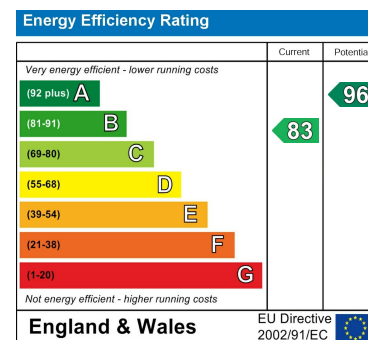 Energy Efficiency Rating
Current Potentia
Very energy efficient - lower running costs
(92 plus) A
96
(81-91) B
83
(69-80) C
(55-68) D
(39-54) E
(21-38) F
(1-20) G
Not energy efficient - higher running costs
England & Wales
EU Directive
2002/91/EC